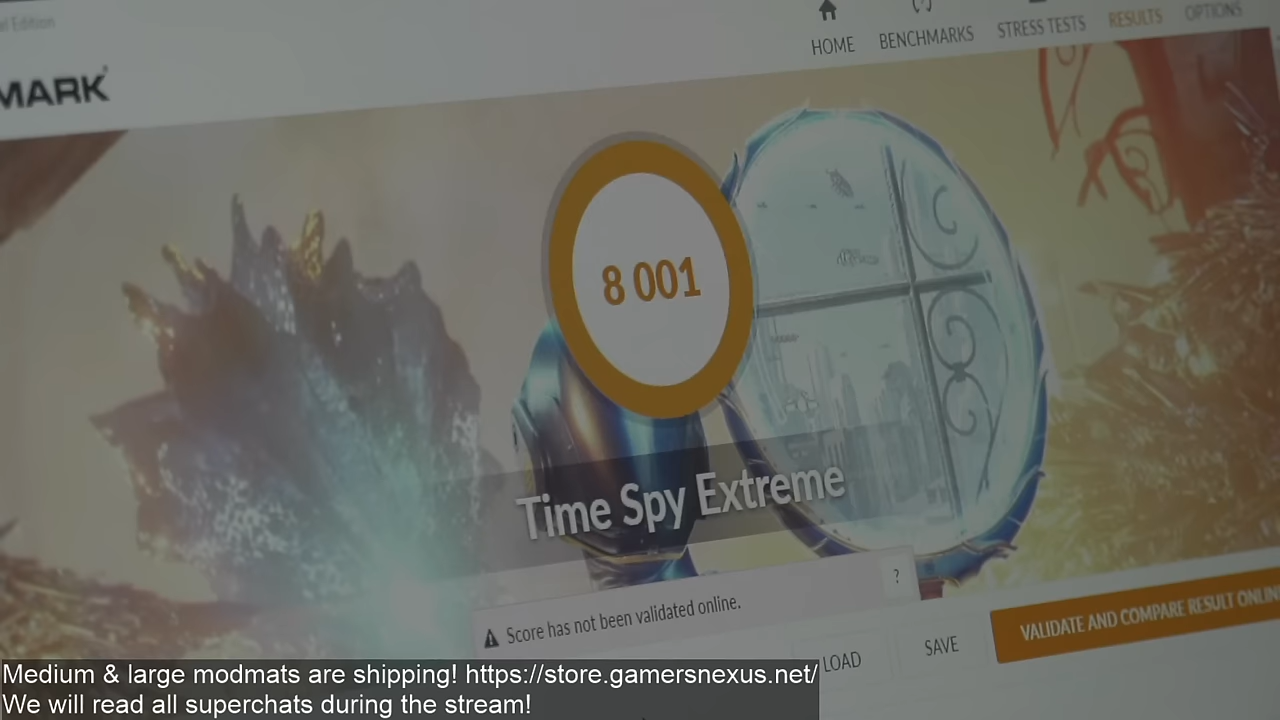 al Edition
MARK
HOME
BENCHMARKS
STRESS TESTS
RESULTS
OPTIONS
8 001
Time Spy Extreme
Score has not been validated online.
?
LOAD
SAVE
VALIDATE AND COMPARE RESULT ONLIN
Medium & large modmats are shipping! https://store.gamersnexus.net/
We will read all superchats during the stream!